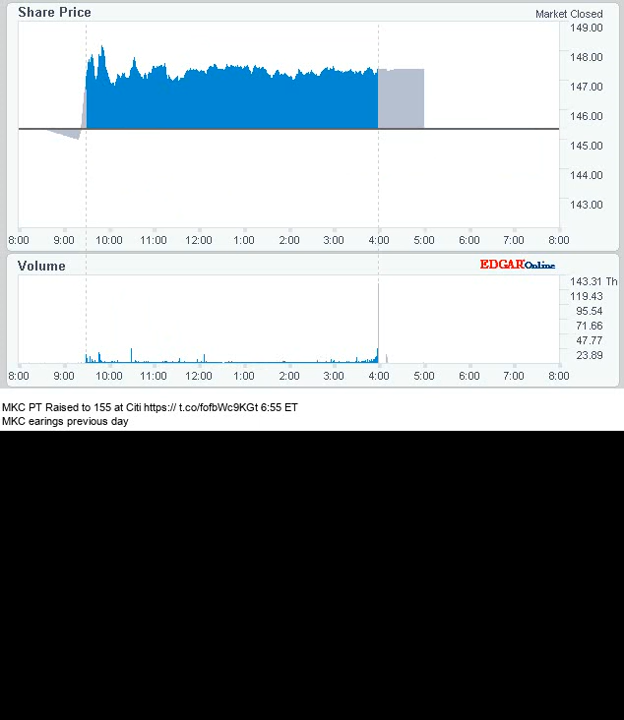 Share Price
Market Closed
149.00
148.00
147.00
146.00
145.00
144.00
143.00
8:00 9:00 10:00 11:00 12:00 1:00 2:00 3:00 4:00 5:00 6:00 7:00 8:00
Volume
EDGAR Online
143.31 Th
119.43
95.54
71.66
47.77
23.89
8:00 9:00 10:00 11:00 12:00 1:00 2:00 3:00 4:00 5:00 6:00 7:00 8:00
MKC PT Raised to 155 at Citi https:// t.co/fofbWc9KGt 6:55 ET
MKC earings previous day